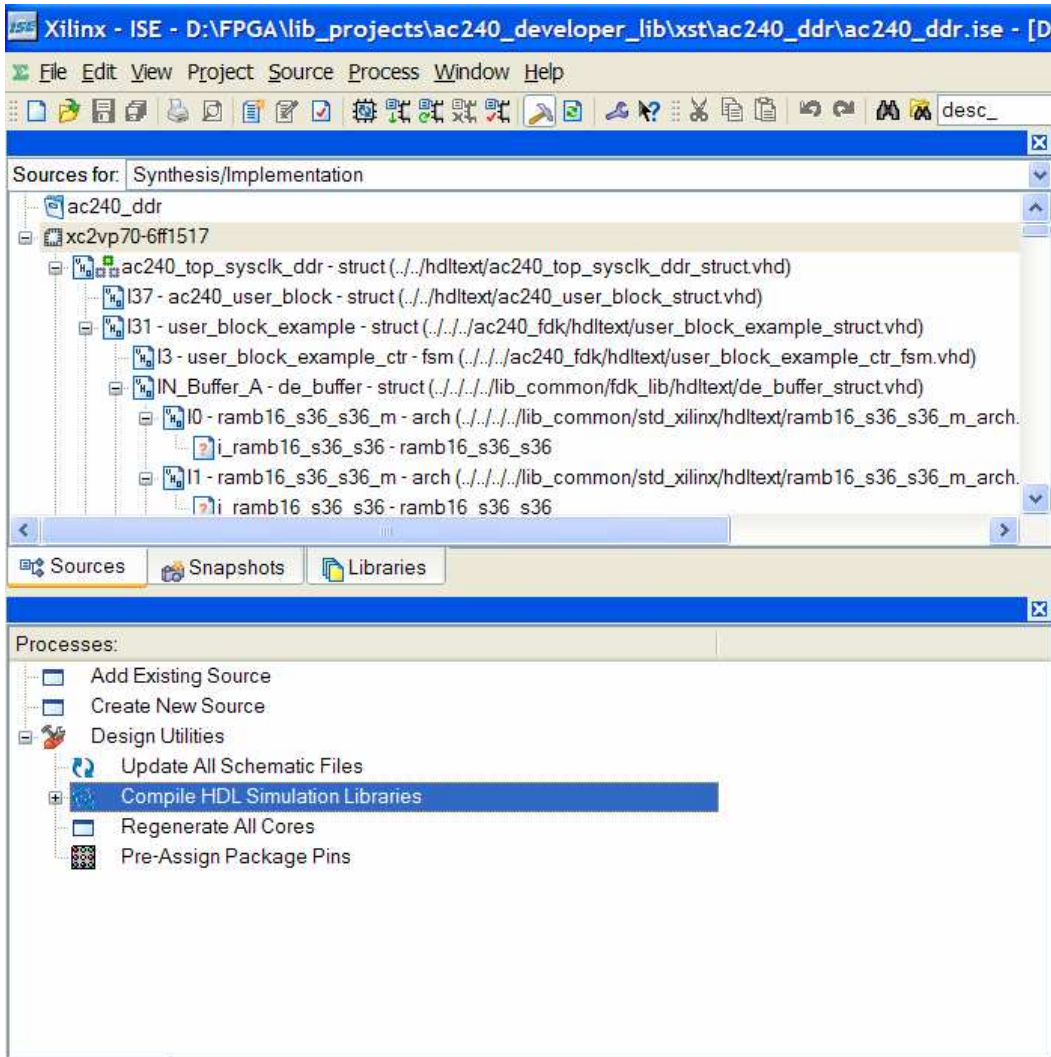 ISE Xilinx - ISE - D:\FPGA\lib_projects\ac240_developer_lib\xst\ac240_ddr\ac240_ddr.ise - [D
File Edit View Project Source Process Window Help
desc_
Sources for: Synthesis/Implementation
ac240_ddr
xc2vp70-6ff1517
ac240_top_sysclk_ddr - struct (../../hdltext/ac240_top_sysclk_ddr_struct.vhd)
I37 - ac240_user_block - struct (../../hdltext/ac240_user_block_struct.vhd)
I31 - user_block_example - struct (../../../ac240_fdk/hdltext/user_block_example_struct.vhd)
I3 - user_block_example_ctr - fsm (../../../ac240_fdk/hdltext/user_block_example_ctr_fsm.vhd)
IN_Buffer_A - de_buffer - struct (../../../../lib_common/fdk_lib/hdltext/de_buffer_struct.vhd)
I0 - ramb16_s36_s36_m - arch (../../../../lib_common/std_xilinx/hdltext/ramb16_s36_s36_m_arch.
i_ramb16_s36_s36 - ramb16_s36_s36
I1 - ramb16_s36_s36_m - arch (../../../../lib_common/std_xilinx/hdltext/ramb16_s36_s36_m_arch.
i_ramb16_s36_s36 - ramb16_s36_s36
Sources Snapshots Libraries
Processes:
Add Existing Source
Create New Source
Design Utilities
Update All Schematic Files
Compile HDL Simulation Libraries
Regenerate All Cores
Pre-Assign Package Pins